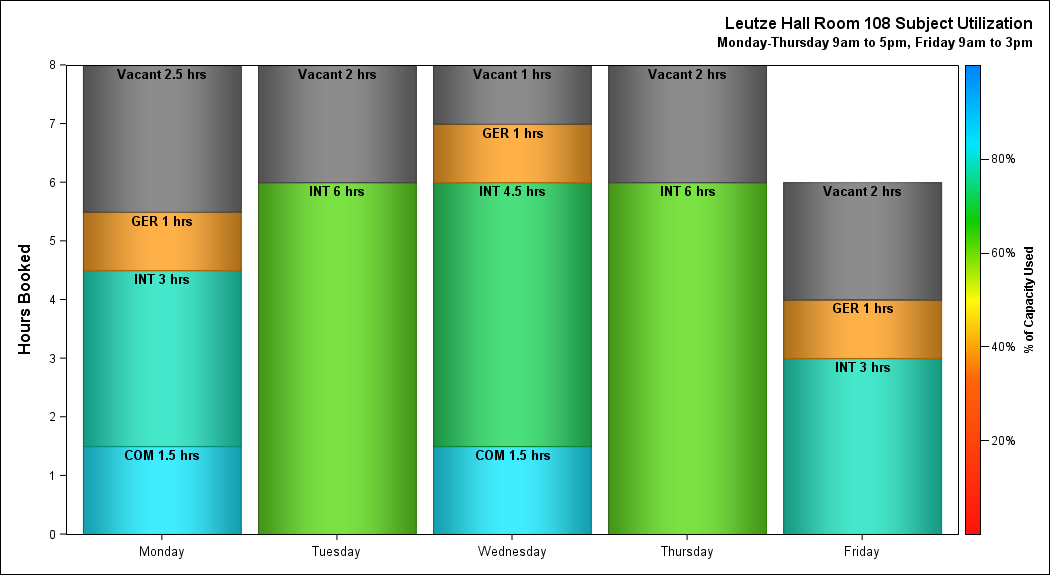 Leutze Hall Room 108 Subject Utilization
Monday-Thursday 9am to 5pm, Friday 9am to 3pm
Hours Booked
8
7
6
5
4
3
2
1
0
Vacant 2.5 hrs
GER 1 hrs
INT 3 hrs
COM 1.5 hrs
Vacant 2 hrs
INT 6 hrs
Vacant 1 hrs
GER 1 hrs
INT 4.5 hrs
COM 1.5 hrs
Vacant 2 hrs
INT 6 hrs
Vacant 2 hrs
GER 1 hrs
INT 3 hrs
Monday
Tuesday
Wednesday
Thursday
Friday
80%
60%
40%
20%
% of Capacity Used